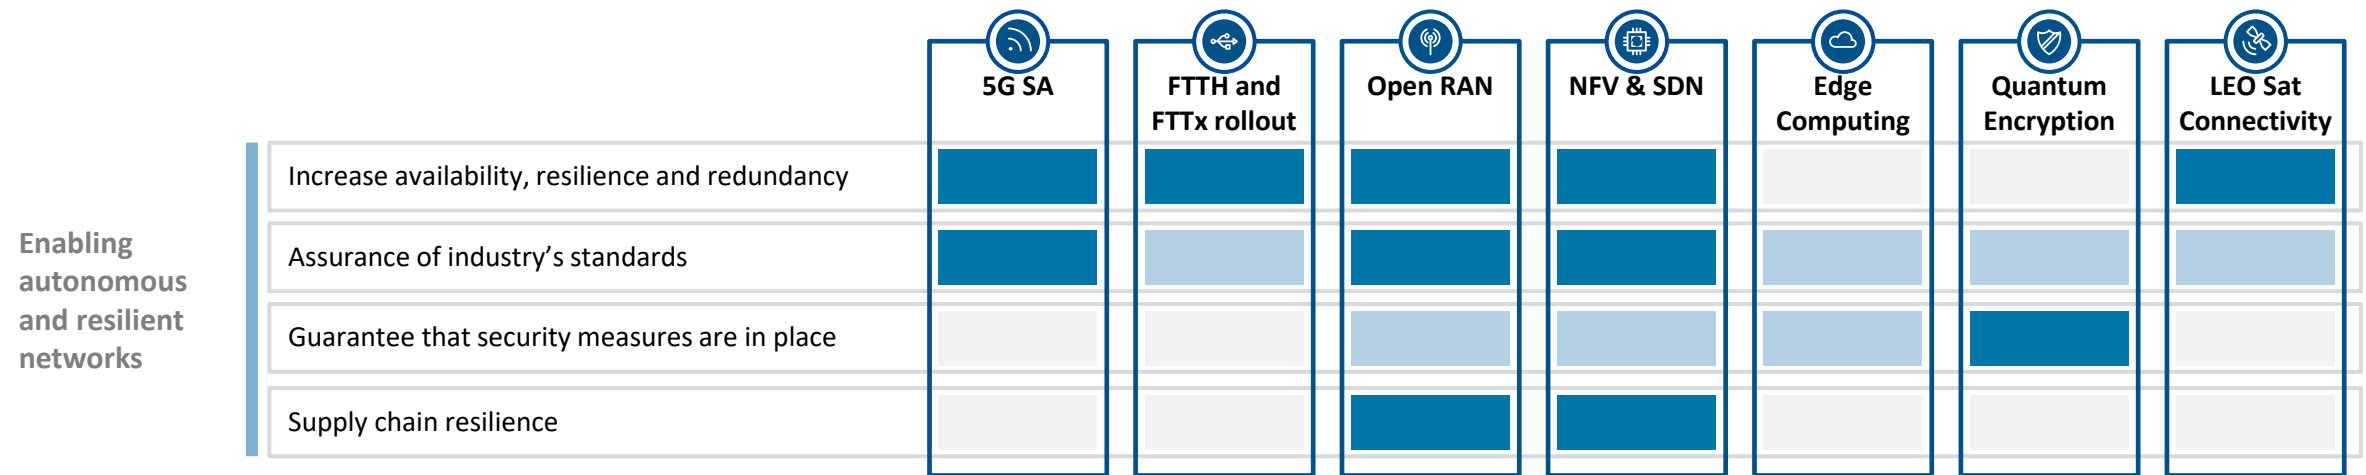 5G SA
FTTH and
FTTx rollout
Open RAN
NFV & SDN
Edge
Computing
Quantum
Encryption
LEO Sat
Connectivity
Enabling
autonomous
and resilient
networks
Increase availability, resilience and redundancy
Assurance of industry’s standards
Guarantee that security measures are in place
Supply chain resilience